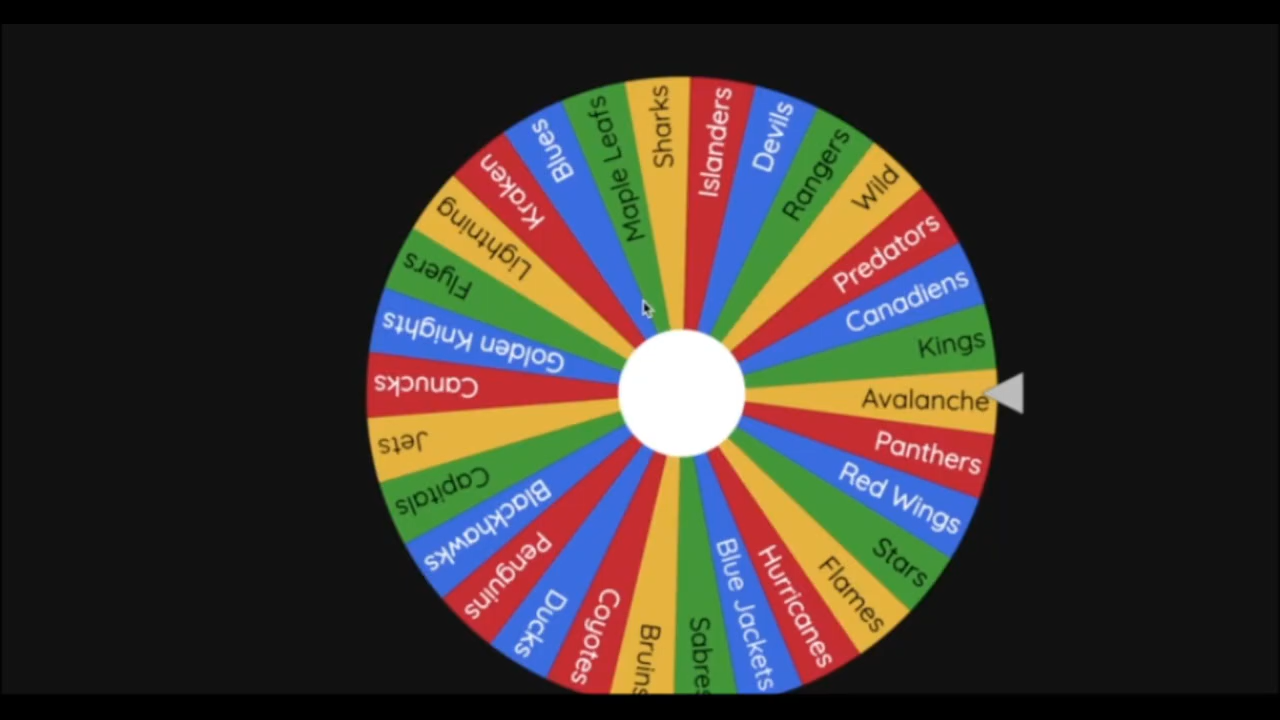 Sharks
Islanders
Devils
Rangers
Wild
Predators
Canadiens
Kings
Avalanche
Panthers
Red Wings
Stars
Flames
Hurricanes
Blue Jackets
Sabres
Bruins
Coyotes
Ducks
Penguins
Blackhawks
Capitals
Jets
Canucks
Golden Knights
Flyers
Lightning
Kraken
Blues
Maple Leafs